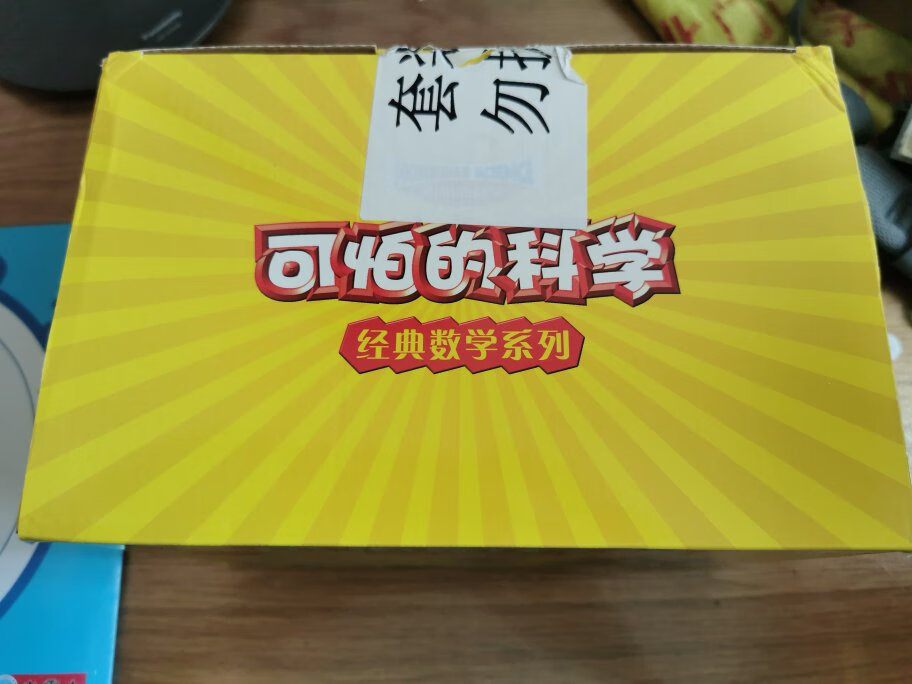 套
勿
可怕的科学
经典数学系列